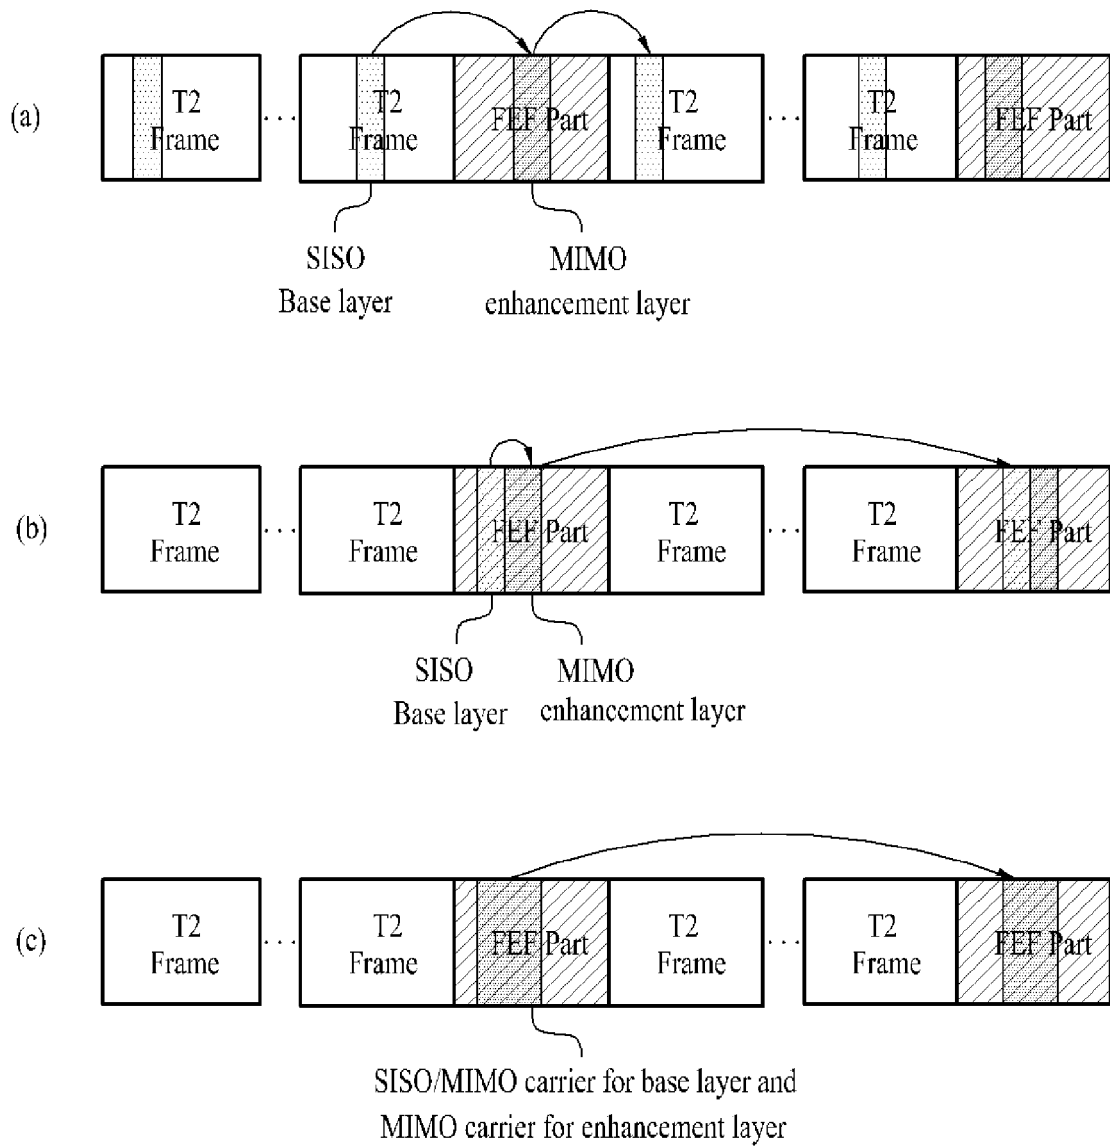 (a)
T2
Frame
...
T2
Frame
FEF Part
T2
Frame
...
T2
Frame
FEF Part
SISO
Base layer
MIMO
enhancement layer
(b)
T2
Frame
...
T2
Frame
FEF Part
T2
Frame
...
T2
Frame
FEF Part
SISO
Base layer
MIMO
enhancement layer
(c)
T2
Frame
...
T2
Frame
FEF Part
T2
Frame
...
T2
Frame
FEF Part
SISO/MIMO carrier for base layer and
MIMO carrier for enhancement layer